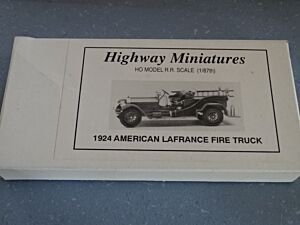 Highway Miniatures
HO MODEL R.R. SCALE (1/87th)
1924 AMERICAN LAFRANCE FIRE TRUCK